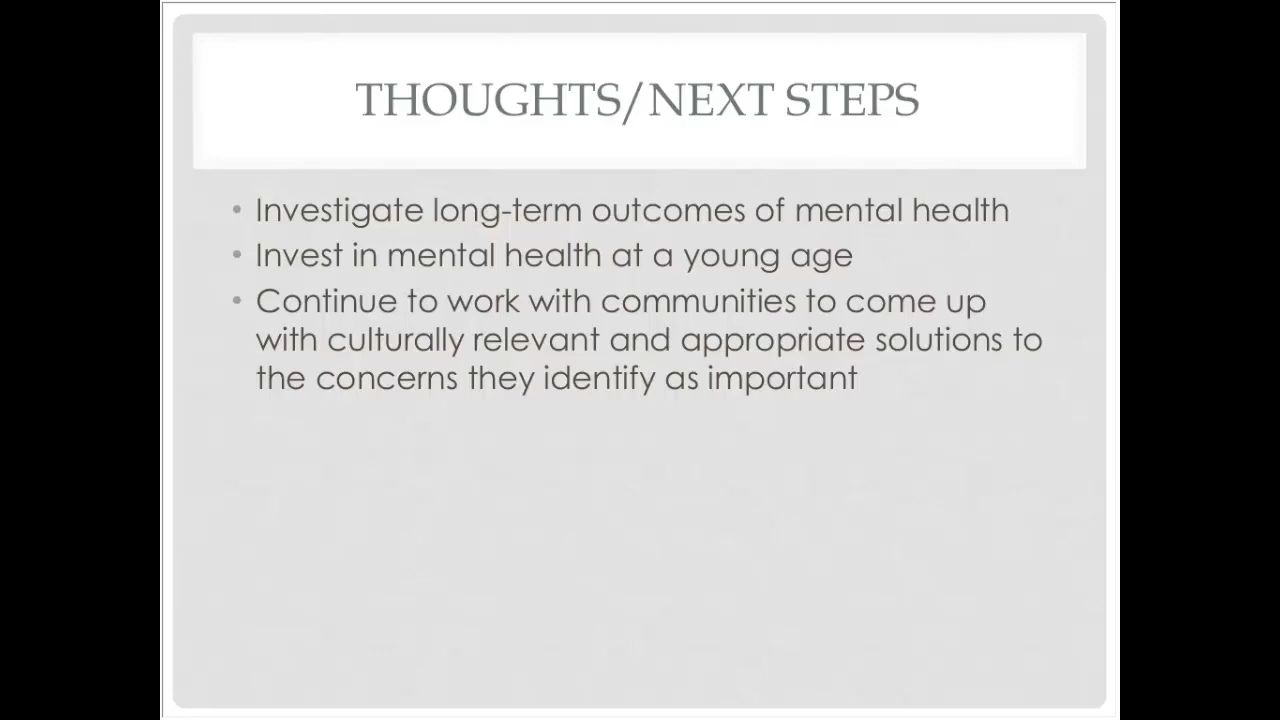 THOUGHTS/NEXT STEPS
• Investigate long-term outcomes of mental health
• Invest in mental health at a young age
• Continue to work with communities to come up
with culturally relevant and appropriate solutions to
the concerns they identify as important